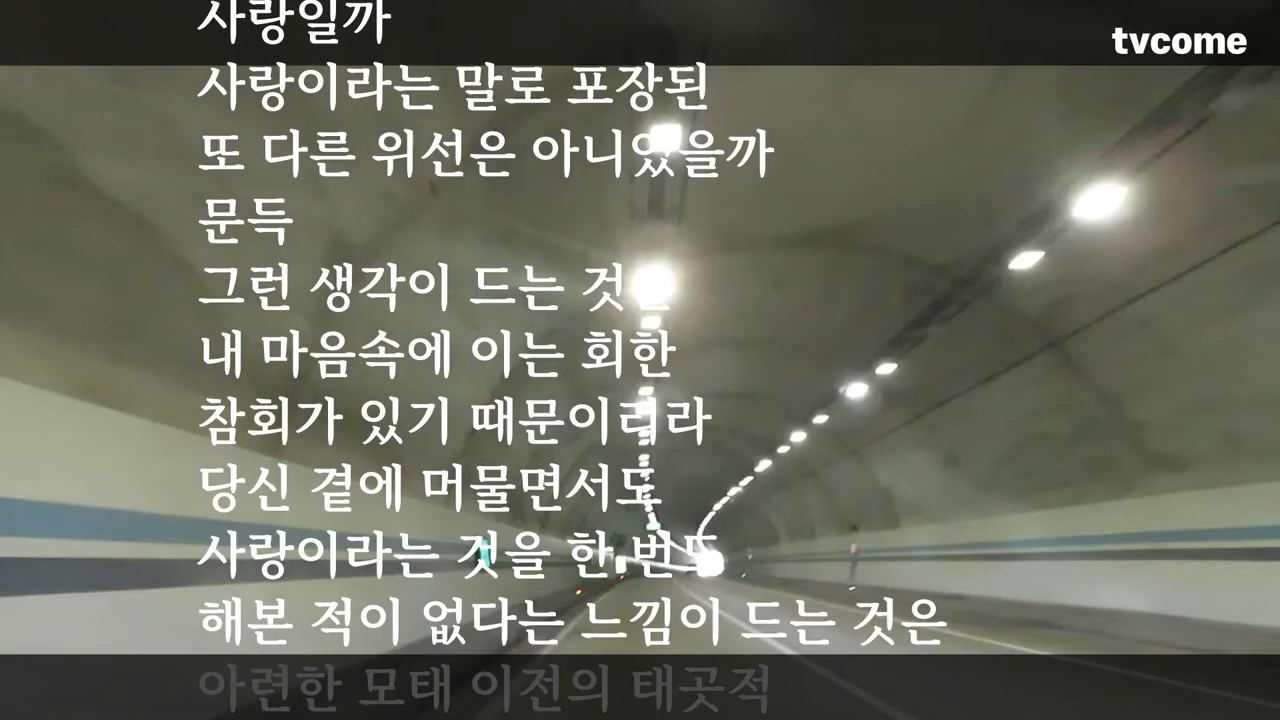 사랑일까
tvcome
사랑이라는 말로 포장된
또 다른 위선은 아니었을까
문득
그런 생각이 드는 것은
내 마음속에 이는 회한
참회가 있기 때문이리라
당신 곁에 머물면서도
사랑이라는 것을 한 번도
해본 적이 없다는 느낌이 드는 것은
아련한 모태 이전의 태곳적